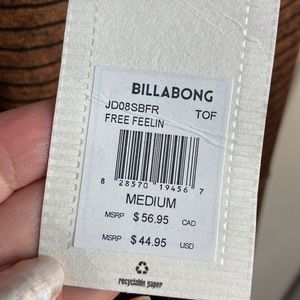 BILLABONG
JD08SBFR TOF
FREE FEELIN
8 28570 19456 7
MEDIUM
MSRP $56.95 CAD
MSRP $44.95 USD
recyclable paper